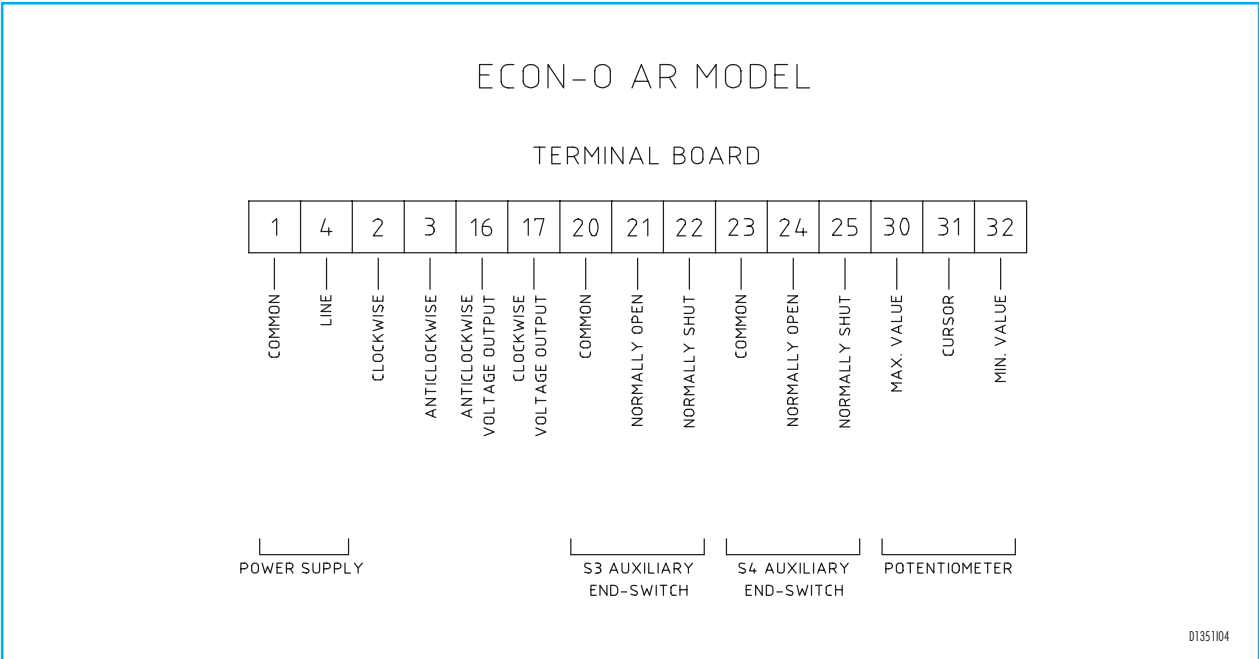 ECON-O AR MODEL
TERMINAL BOARD
1 4 2 3 16 17 20 21 22 23 24 25 30 31 32
COMMON
LINE
CLOCKWISE
ANTICLOCKWISE
ANTICLOCKWISE
VOLTAGE OUTPUT
CLOCKWISE
VOLTAGE OUTPUT
COMMON
NORMALLY OPEN
NORMALLY SHUT
COMMON
NORMALLY OPEN
NORMALLY SHUT
MAX. VALUE
CURSOR
MIN. VALUE
POWER SUPPLY
S3 AUXILIARY
END-SWITCH
S4 AUXILIARY
END-SWITCH
POTENTIOMETER
D1351I04